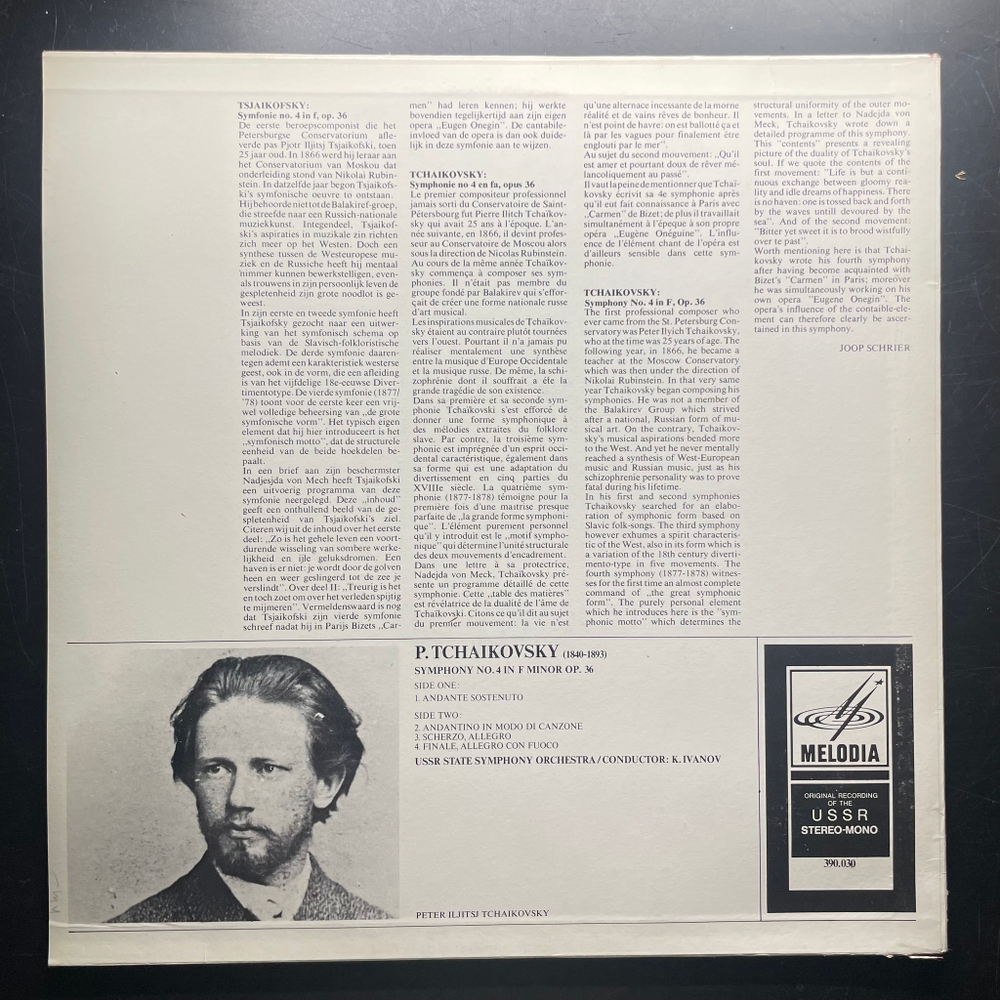 TSJAIKOFSKY:
Symfonie no. 4 in f, op. 36
De eerste beroepscomponist die het
Petersburgse Conservatorium afle-
verde pas Pjotr Iljitsj Tsjaikofski, toen
25 jaar oud. In 1866 werd hij leraar aan
het Conservatorium van Moskou dat
onderleiding stond van Nikolai Rubin-
stein. In datzelfde jaar begon Tsjaikofs-
ki's symfonische oeuvre te ontstaan.
Hij behoorde niet tot de Balakiref-groep,
die streefde naar een Russich-nationale
muziekkunst. Integendeel, Tsjaikof-
ski's aspiraties in muzikale zin richten
zich meer op het Westen. Doch een
synthese tussen de Westeuropese mu-
ziek en de Russiche heeft hij mentaal
nimmer kunnen bewerkstelligen, even-
als trouwens in zijn persoonlijk leven de
gespletenheid zijn grote noodlot is ge-
weest.
In zijn eerste en tweede symfonie heeft
Tsjaikofsky gezocht naar een uitwer-
king van het symfonisch schema op
basis van de Slavisch-folkloristische
melodiek. De derde symfonie daaren-
tegen ademt een karakteristiek westerse
geest, ook in de vorm, die een afleiding
is van het vijfdelige 18e-eeuwse Diver-
timentotype. De vierde symfonie (1877/
'78) toont voor de eerste keer een vrij-
wel volledige beheersing van „de grote
symfonische vorm". Het typisch eigen
element dat hij hier introduceert is het
„symfonisch motto", dat de structurele
eenheid van de beide hoekdelen be-
paalt.
In een brief aan zijn beschermster
Nadjesjda von Mech heeft Tsjaikofski
een uitvoerig programma van deze
symfonie neergelegd. Deze „inhoud"
geeft een onthullend beeld van de ge-
spletenheid van Tsjaikofski's ziel.
Citeren wij uit de inhoud over het eerste
deel: „Zo is het gehele leven een voort-
durende wisseling van sombere werke-
lijkheid en ijle geluksdromen. Een
haven is er niet: je wordt door de golven
heen en weer geslingerd tot de zee je
verslindt". Over deel II: „Treurig is het
en toch zoet om over het verleden spijtig
te mijmeren". Vermeldenswaard is nog
dat Tsjaikofski zijn vierde symfonie
schreef nadat hij in Parijs Bizets „Car-
men" had leren kennen; hij werkte
bovendien tegelijkertijd aan zijn eigen
opera „Eugen Onegin". De cantabile-
invloed van de opera is dan ook duide-
lijk in deze symfonie aan te wijzen.
TCHAIKOVSKY:
Symphonie no 4 en fa, opus 36
Le premier compositeur professionnel
jamais sorti du Conservatoire de Saint-
Pétersbourg fut Pierre Ilitch Tchaïkov-
sky qui avait 25 ans à l'époque. L'an-
née suivante, en 1866, il devint profes-
seur au Conservatoire de Moscou alors
sous la direction de Nicolas Rubinstein.
Au cours de la même année Tchaïkov-
sky commença à composer ses sym-
phonies. Il n'était pas membre du
groupe fondé par Balakirev qui s'effor-
çait de créer une formation nationale russe
d'art musical.
Les inspirations musicales de Tchaikov-
sky étaient au contraire plutôt tournées
vers l'ouest. Pourtant il n'a jamais pu
réaliser mentalement une synthèse
entre la musique d'Europe Occidentale
et la musique russe. De même, la schi-
zophrénie dont il souffrait a éte la
grande tragédie de son existence.
Dans sa première et sa seconde sym-
phonie Tchaïkovski s'est efforcé de
donner une forme symphonique à
des mélodies extraites du folklore
slave. Par contre, la troisième sym-
phonie est imprégnée d'un esprit occi-
dental caractéristique, également dans
sa forme qui est une adaptation du
divertissement en cinq parties du
XVIIIe siècle. La quatrième sym-
phonie (1877-1878) témoigne pour la
première fois d'une maîtrise presque
parfaite de „la grande forme symphoni-
que". L'élément purement personnel
qu'il y introduit est le „motif sympho-
nique" qui détermine l'unité structurale
des deux mouvements d'encadrement.
Dans une lettre à sa protectrice,
Nadejda von Meck, Tchaïkovsky pré-
sente un programme détaillé de cette
symphonie. Cette „table des matières"
est révélatrice de la dualité de l'âme de
Tchaïkovski. Citons ce qu'il dit au sujet
du premier mouvement: la vie n'est
qu'une alternace incessante de la morne
réalité et de vains rêves de bonheur. Il
n'est point de havre: on est ballotté ça et
là par les vagues pour finalement être
englouti par le mer".
Au sujet du second mouvement: „Qu'il
est amer et pourtant doux de rêver mé-
lancoliquement au passé".
Il vaut la peine de mentionner que Tchaï-
kovsky écrivit sa 4e symphonie après
qu'il eut fait connaissance à Paris avec
„Carmen" de Bizet; de plus il travaillait
simultanément à l'épeque à son propre
opéra „Eugène Onéguine". L'influ-
ence de l'élément chant de l'opéra est
d'ailleurs sensible dans cette sym-
phonie.
TCHAIKOVSKY:
Symphony No. 4 in F, Op. 36
The first professional composer who
ever came from the St. Petersburg Con-
servatory was Peter Ilyich Tchaikovsky,
who at the time was 25 years of age. The
following year, in 1866, he became a
teacher at the Moscow Conservatory
which was then under the direction of
Nikolai Rubinstein. In that very same
year Tchaikovsky began composing his
symphonies. He was not a member of
the Balakirev Group which strived
after a national, Russian form of mu-
sical art. On the contrary, Tchaikov-
sky's musical aspirations bended more
to the West. And yet he never mentally
reached a synthesis of West-European
music and Russian music, just as his
schizophrenie personality was to prove
fatal during his lifetime.
In his first and second symphonies
Tchaikovsky searched for an elabo-
ration of symphonic form based on
Slavic folk-songs. The third symphony
however exhumes a spirit characteris-
tic of the West, also in its form which is
a variation of the 18th century diverti-
mento-type in five movements. The
fourth symphony (1877-1878) witnes-
ses for the first time an almost complete
command of „the great symphonic
form". The purely personal element
which he introduces here is the "sym-
phonic motto" which determines the
structural uniformity of the outer mo-
vements. In a letter to Nadejda von
Meck, Tchaikovsky wrote down a
detailed programme of this symphony.
This "contents" presents a revealing
picture of the duality of Tchaikovsky's
soul. If we quote the contents of the
first movement: "Life is but a conti-
nuous exchange between gloomy rea-
lity and idle dreams of happiness. There
is no haven: one is tossed back and forth
by the waves untill devoured by the
sea". And of the second movement:
"Bitter yet sweet it is to brood wistfully
over te past".
Worth mentioning here is that Tchai-
kovsky wrote his fourth symphony
after having become acquainted with
Bizet's "Carmen" in Paris; moreover
he was simultaneously working on his
own opera "Eugene Onegin". The
opera's influence of the contaible-ele-
ment can therefore clearly be ascer-
tained in this symphony.
JOOP SCHRIER
P. TCHAIKOVSKY (1840-1893)
SYMPHONY NO. 4 IN F MINOR OP. 36
SIDE ONE:
1. ANDANTE SOSTENUTO
SIDE TWO:
2. ANDANTINO IN MODO DI CANZONE
3. SCHERZO, ALLEGRO
4. FINALE, ALLEGRO CON FUOCO
USSR STATE SYMPHONY ORCHESTRA/CONDUCTOR: K. IVANOV
PETER ILJITSJ TCHAIKOVSKY
MELODIA
ORIGINAL RECORDING
OF THE
USSR
STEREO-MONO
390.030